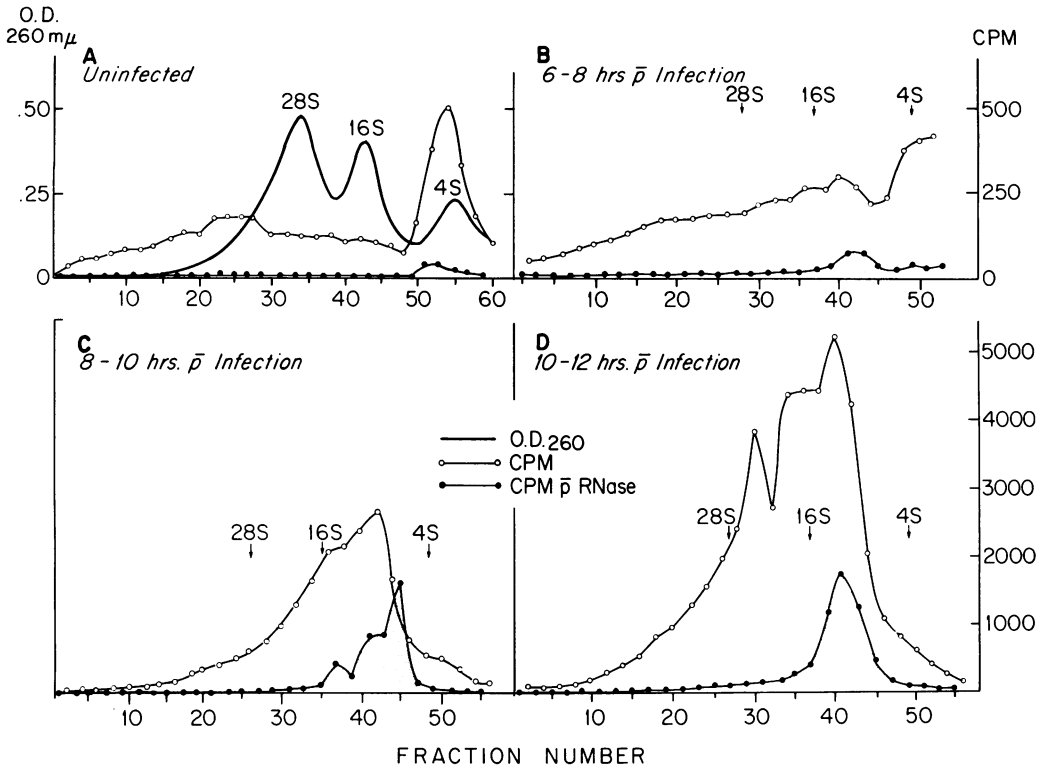 O.D.
260 mμ
CPM
A
Uninfected
.50
.25
0
28S
16S
4S
10 20 30 40 50 60
B
6-8 hrs p̄ Infection
28S 16S 4S
500
250
0
10 20 30 40 50
C
8-10 hrs. p̄ Infection
28S 16S 4S
10 20 30 40 50
D
10-12 hrs. p̄ Infection
28S 16S 4S
5000
4000
3000
2000
1000
10 20 30 40 50
O.D.260
CPM
CPM p̄ RNase
FRACTION NUMBER